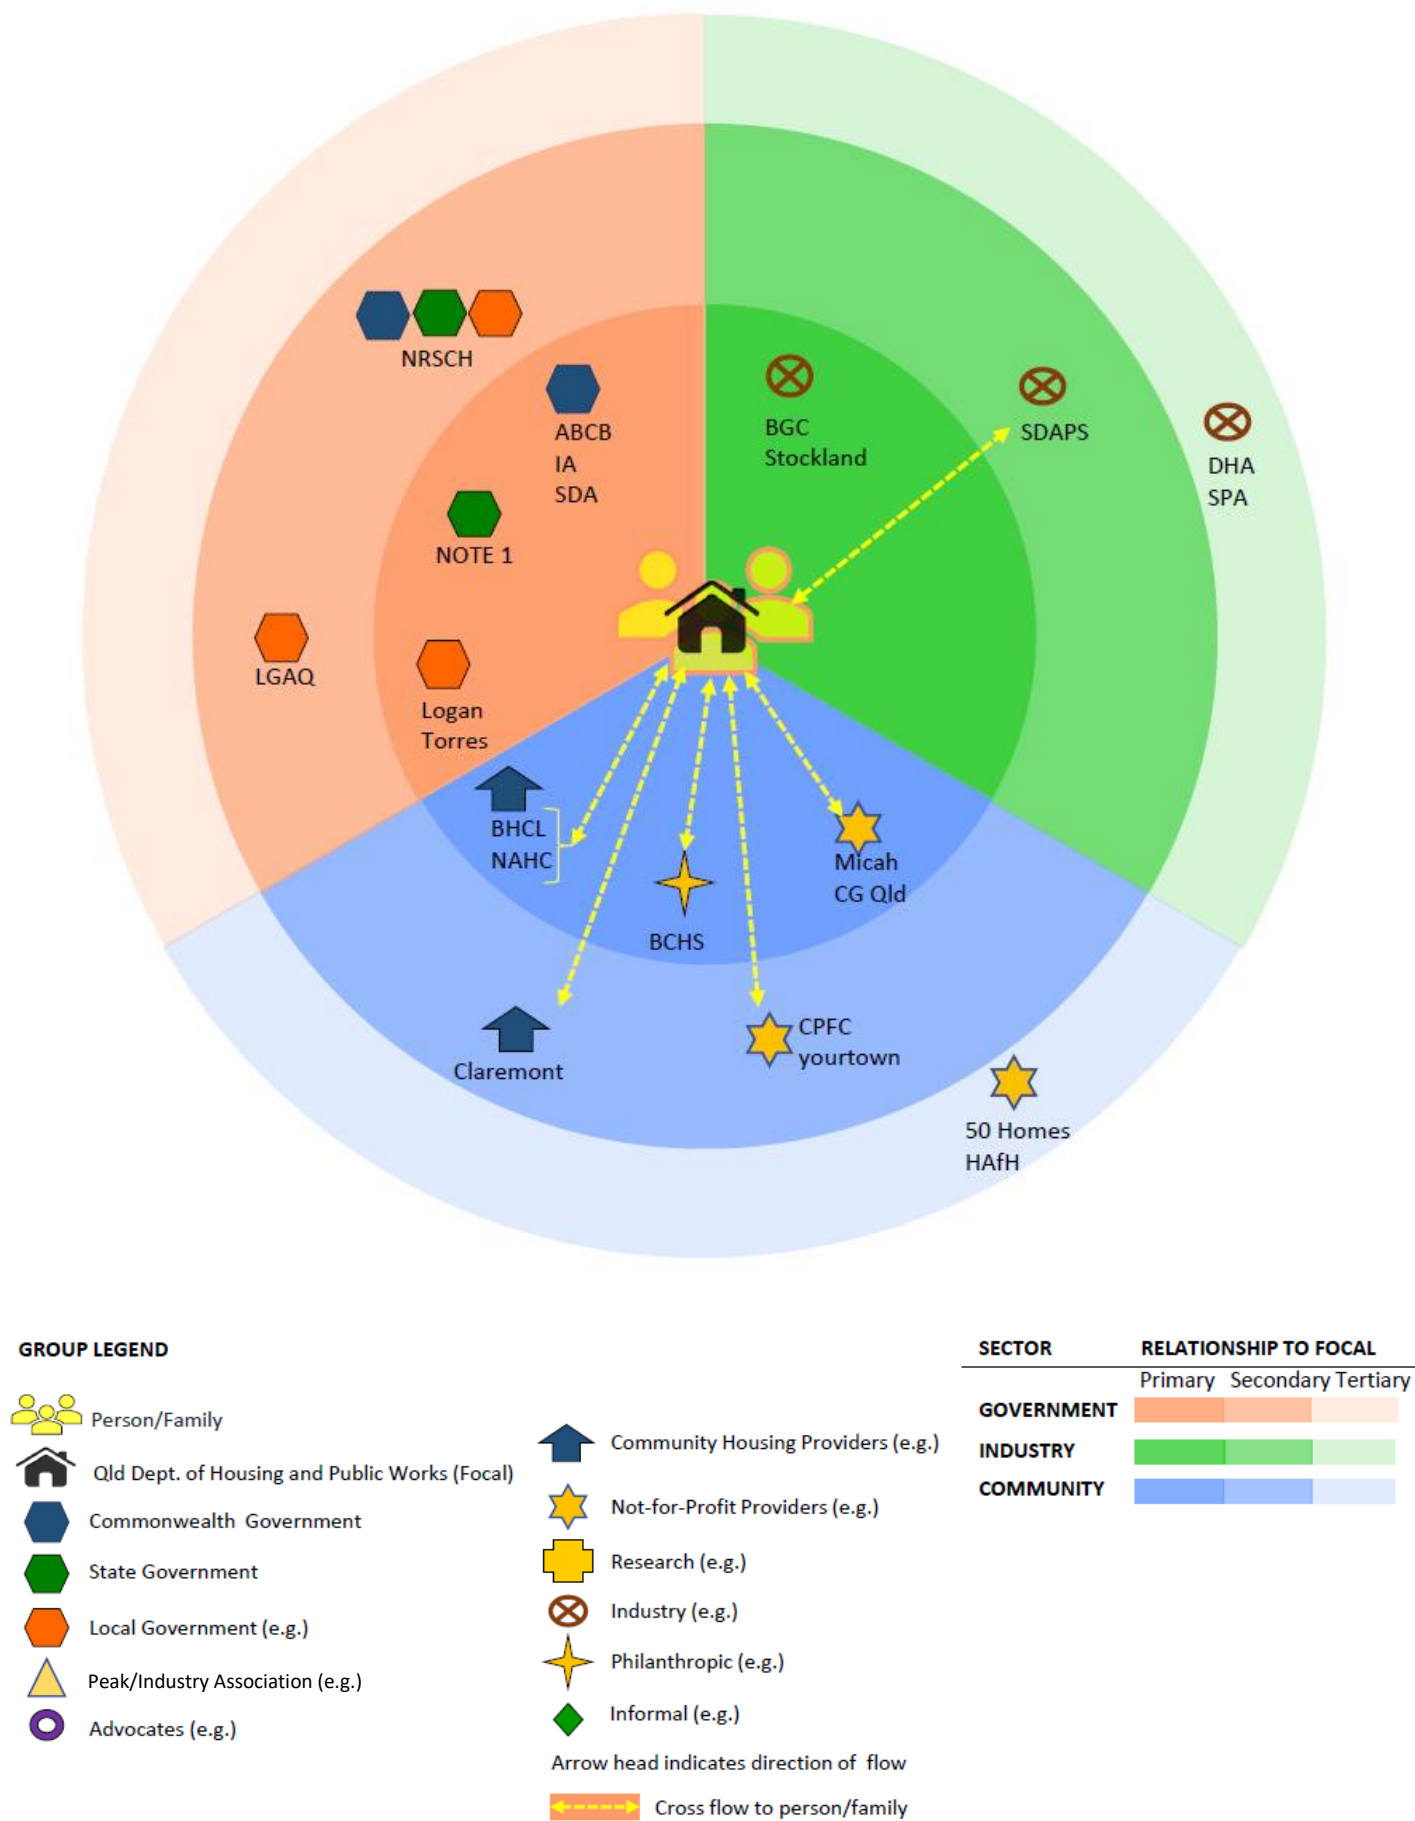 NRSCH
ABCB
IA
SDA
NOTE 1
LGAQ
Logan
Torres
BGC
Stockland
SDAPS
DHA
SPA
BHCL
NAHC
BCHS
Micah
CG Qld
Claremont
CPFC
yourtown
50 Homes
HAfH
GROUP LEGEND
Person/Family
Qld Dept. of Housing and Public Works (Focal)
Commonwealth Government
State Government
Local Government (e.g.)
Peak/Industry Association (e.g.)
Advocates (e.g.)
Community Housing Providers (e.g.)
Not-for-Profit Providers (e.g.)
Research (e.g.)
Industry (e.g.)
Philanthropic (e.g.)
Informal (e.g.)
Arrow head indicates direction of flow
Cross flow to person/family
SECTOR RELATIONSHIP TO FOCAL
Primary Secondary Tertiary
GOVERNMENT
INDUSTRY
COMMUNITY